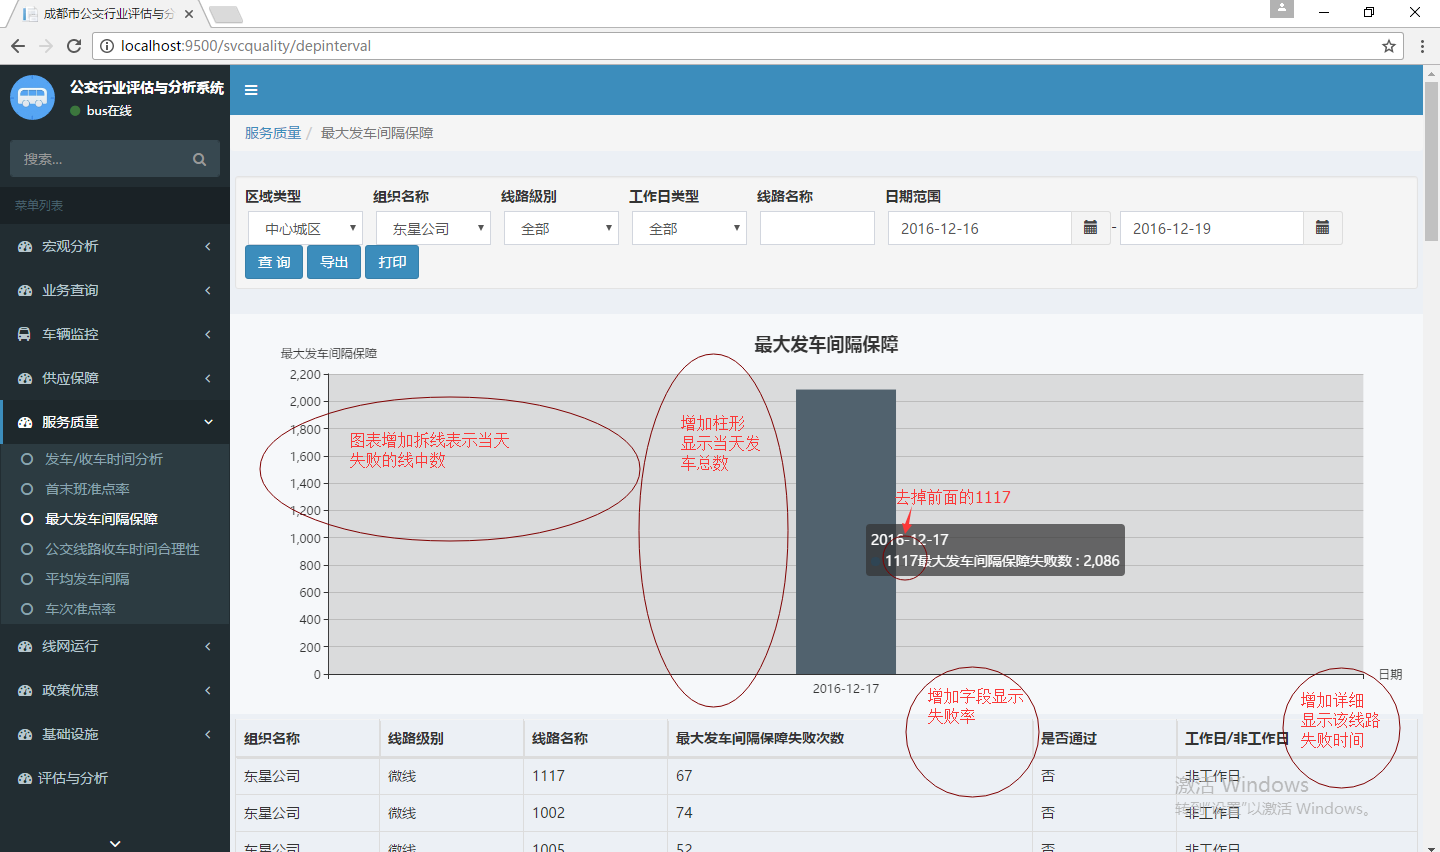 成都市公交行业评估与分
localhost:9500/svcquality/depinterval
公交行业评估与分析系统
bus在线
搜索...
菜单列表
宏观分析
业务查询
车辆监控
供应保障
服务质量
发车/收车时间分析
首末班准点率
最大发车间隔保障
公交线路收车时间合理性
平均发车间隔
车次准点率
线网运行
政策优惠
基础设施
评估与分析
服务质量 / 最大发车间隔保障
区域类型 组织名称 线路级别 工作日类型 线路名称 日期范围
中心城区 东星公司 全部 全部 2016-12-16 - 2016-12-19
查 询 导出 打印
最大发车间隔保障
最大发车间隔保障
2,200
2,000
1,800
1,600
1,400
1,200
1,000
800
600
400
200
0
图表增加拆线表示当天
失败的线中数
增加柱形
显示当天发
车总数
去掉前面的1117
2016-12-17
1117最大发车间隔保障失败数 : 2,086
2016-12-17
日期
增加字段显示
失败率
增加详细
显示该线路
失败时间
组织名称 线路级别 线路名称 最大发车间隔保障失败次数 是否通过 工作日/非工作日
东星公司 微线 1117 67 否 非工作日
东星公司 微线 1002 74 否 非工作日
东星公司 微线 1005 52 否 非工作日
激活 Windows
转到“设置”以激活 Windows。